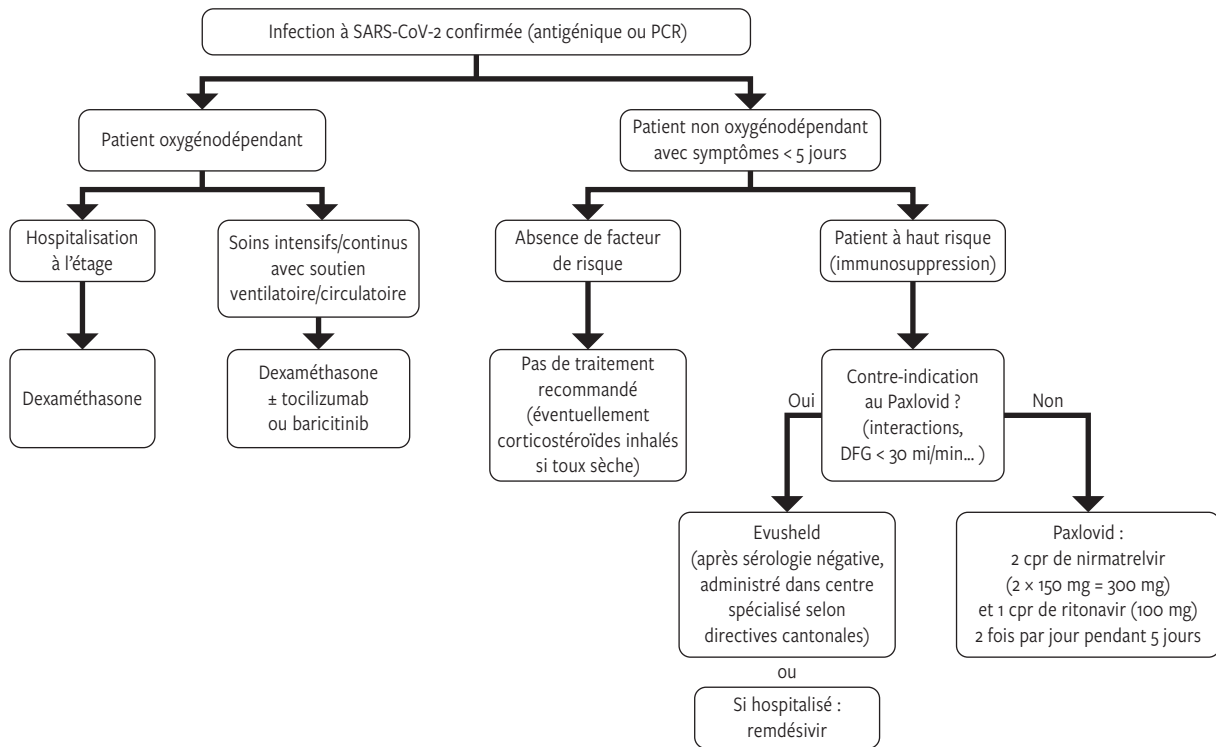 Infection à SARS-CoV-2 confirmée (antigénique ou PCR)
Patient oxygénodépendant
Patient non oxygénodépendant
avec symptômes < 5 jours
Hospitalisation
à l'étage
Soins intensifs/continus
avec soutien
ventilatoire/circulatoire
Absence de facteur
de risque
Patient à haut risque
(immunosuppression)
Dexaméthasone
Dexaméthasone
± tocilizumab
ou baricitinib
Pas de traitement
recommandé
(éventuellement
corticostéroïdes inhalés
si toux sèche)
Oui
Contre-indication
au Paxlovid ?
(interactions,
DFG < 30 mi/min... )
Non
Evusheld
(après sérologie négative,
administré dans centre
spécialisé selon
directives cantonales)
ou
Si hospitalisé :
remdésivir
Paxlovid :
2 cpr de nirmatrelvir
(2 × 150 mg = 300 mg)
et 1 cpr de ritonavir (100 mg)
2 fois par jour pendant 5 jours